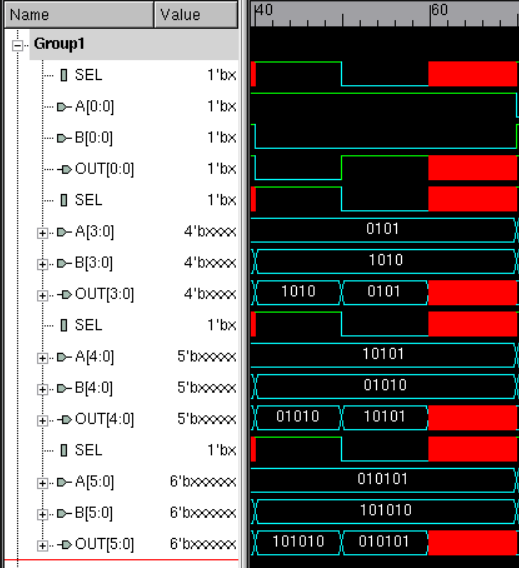 Name Value 40 60
Group1
SEL 1'bx
A[0:0] 1'bx
B[0:0] 1'bx
OUT[0:0] 1'bx
SEL 1'bx
A[3:0] 4'bxxxx 0101
B[3:0] 4'bxxxx 1010
OUT[3:0] 4'bxxxx 1010 0101
SEL 1'bx
A[4:0] 5'bxxxxx 10101
B[4:0] 5'bxxxxx 01010
OUT[4:0] 5'bxxxxx 01010 10101
SEL 1'bx
A[5:0] 6'bxxxxxx 010101
B[5:0] 6'bxxxxxx 101010
OUT[5:0] 6'bxxxxxx 101010 010101